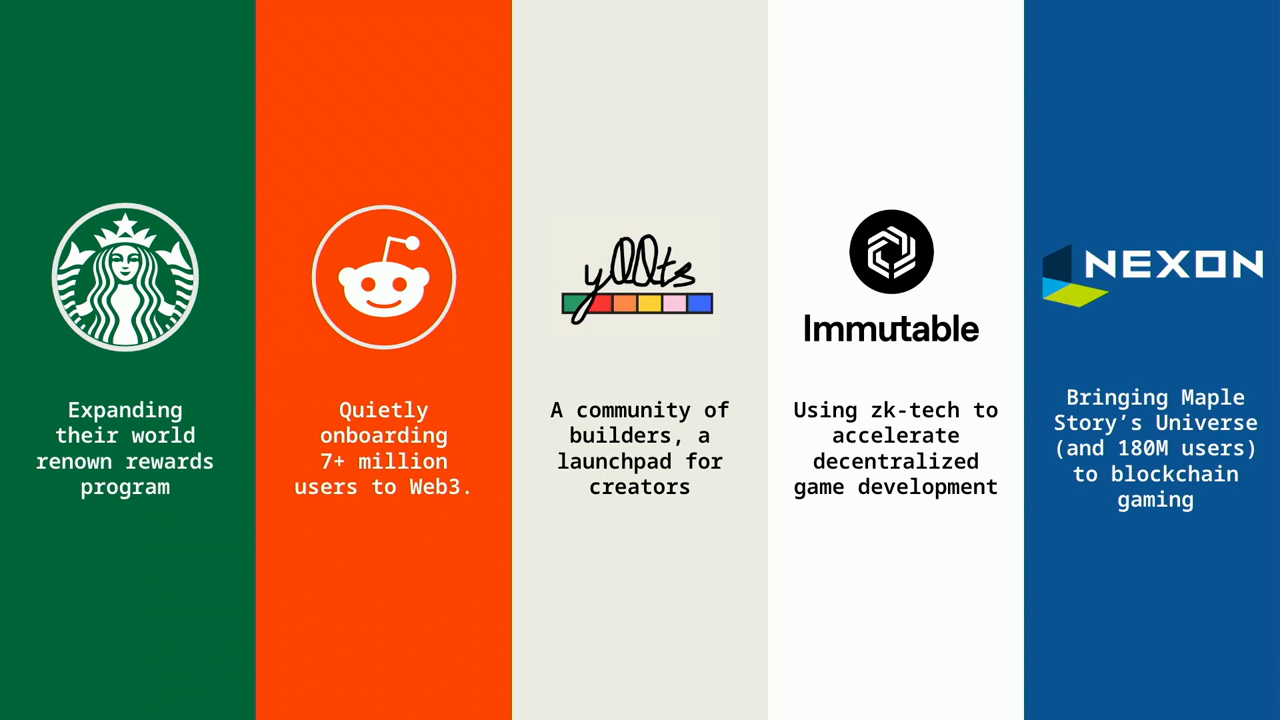 Expanding
their world
renown rewards
program
Quietly
onboarding
7+ million
users to Web3.
y00ts
A community of
builders, a
launchpad for
creators
Immutable
Using zk-tech to
accelerate
decentralized
game development
NEXON
Bringing Maple
Story’s Universe
(and 180M users)
to blockchain
gaming